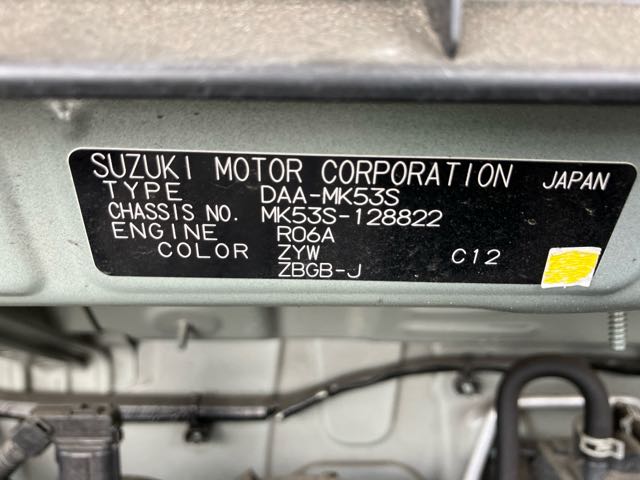 SUZUKI MOTOR CORPORATION JAPAN
TYPE DAA-MK53S
CHASSIS NO. MK53S-128822
ENGINE R06A
COLOR ZYW C12
ZBGB-J